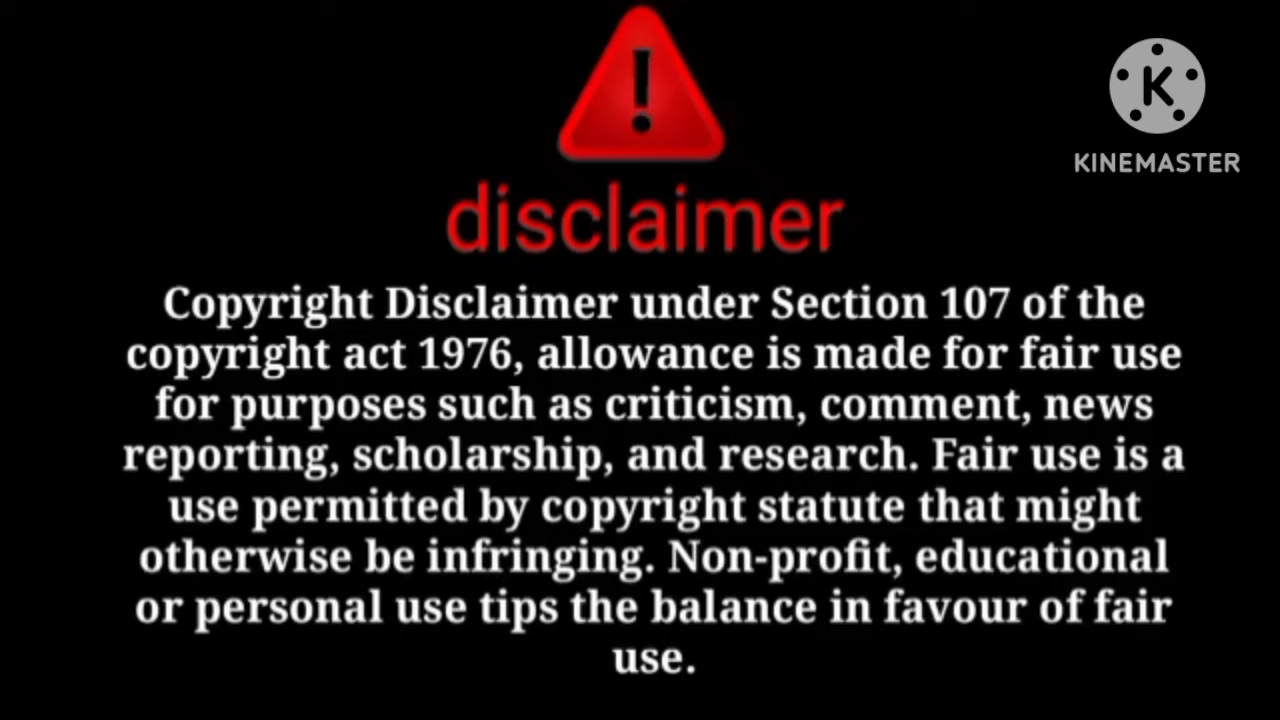 KINEMASTER
disclaimer
Copyright Disclaimer under Section 107 of the
copyright act 1976, allowance is made for fair use
for purposes such as criticism, comment, news
reporting, scholarship, and research. Fair use is a
use permitted by copyright statute that might
otherwise be infringing. Non-profit, educational
or personal use tips the balance in favour of fair
use.